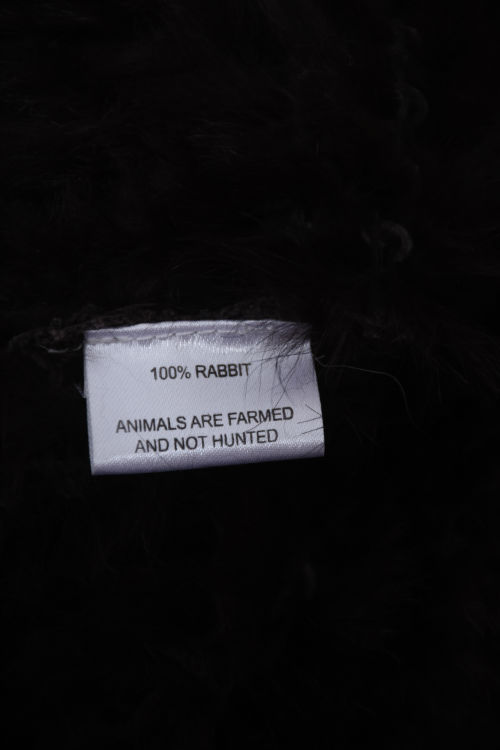 100% RABBIT
ANIMALS ARE FARMED
AND NOT HUNTED